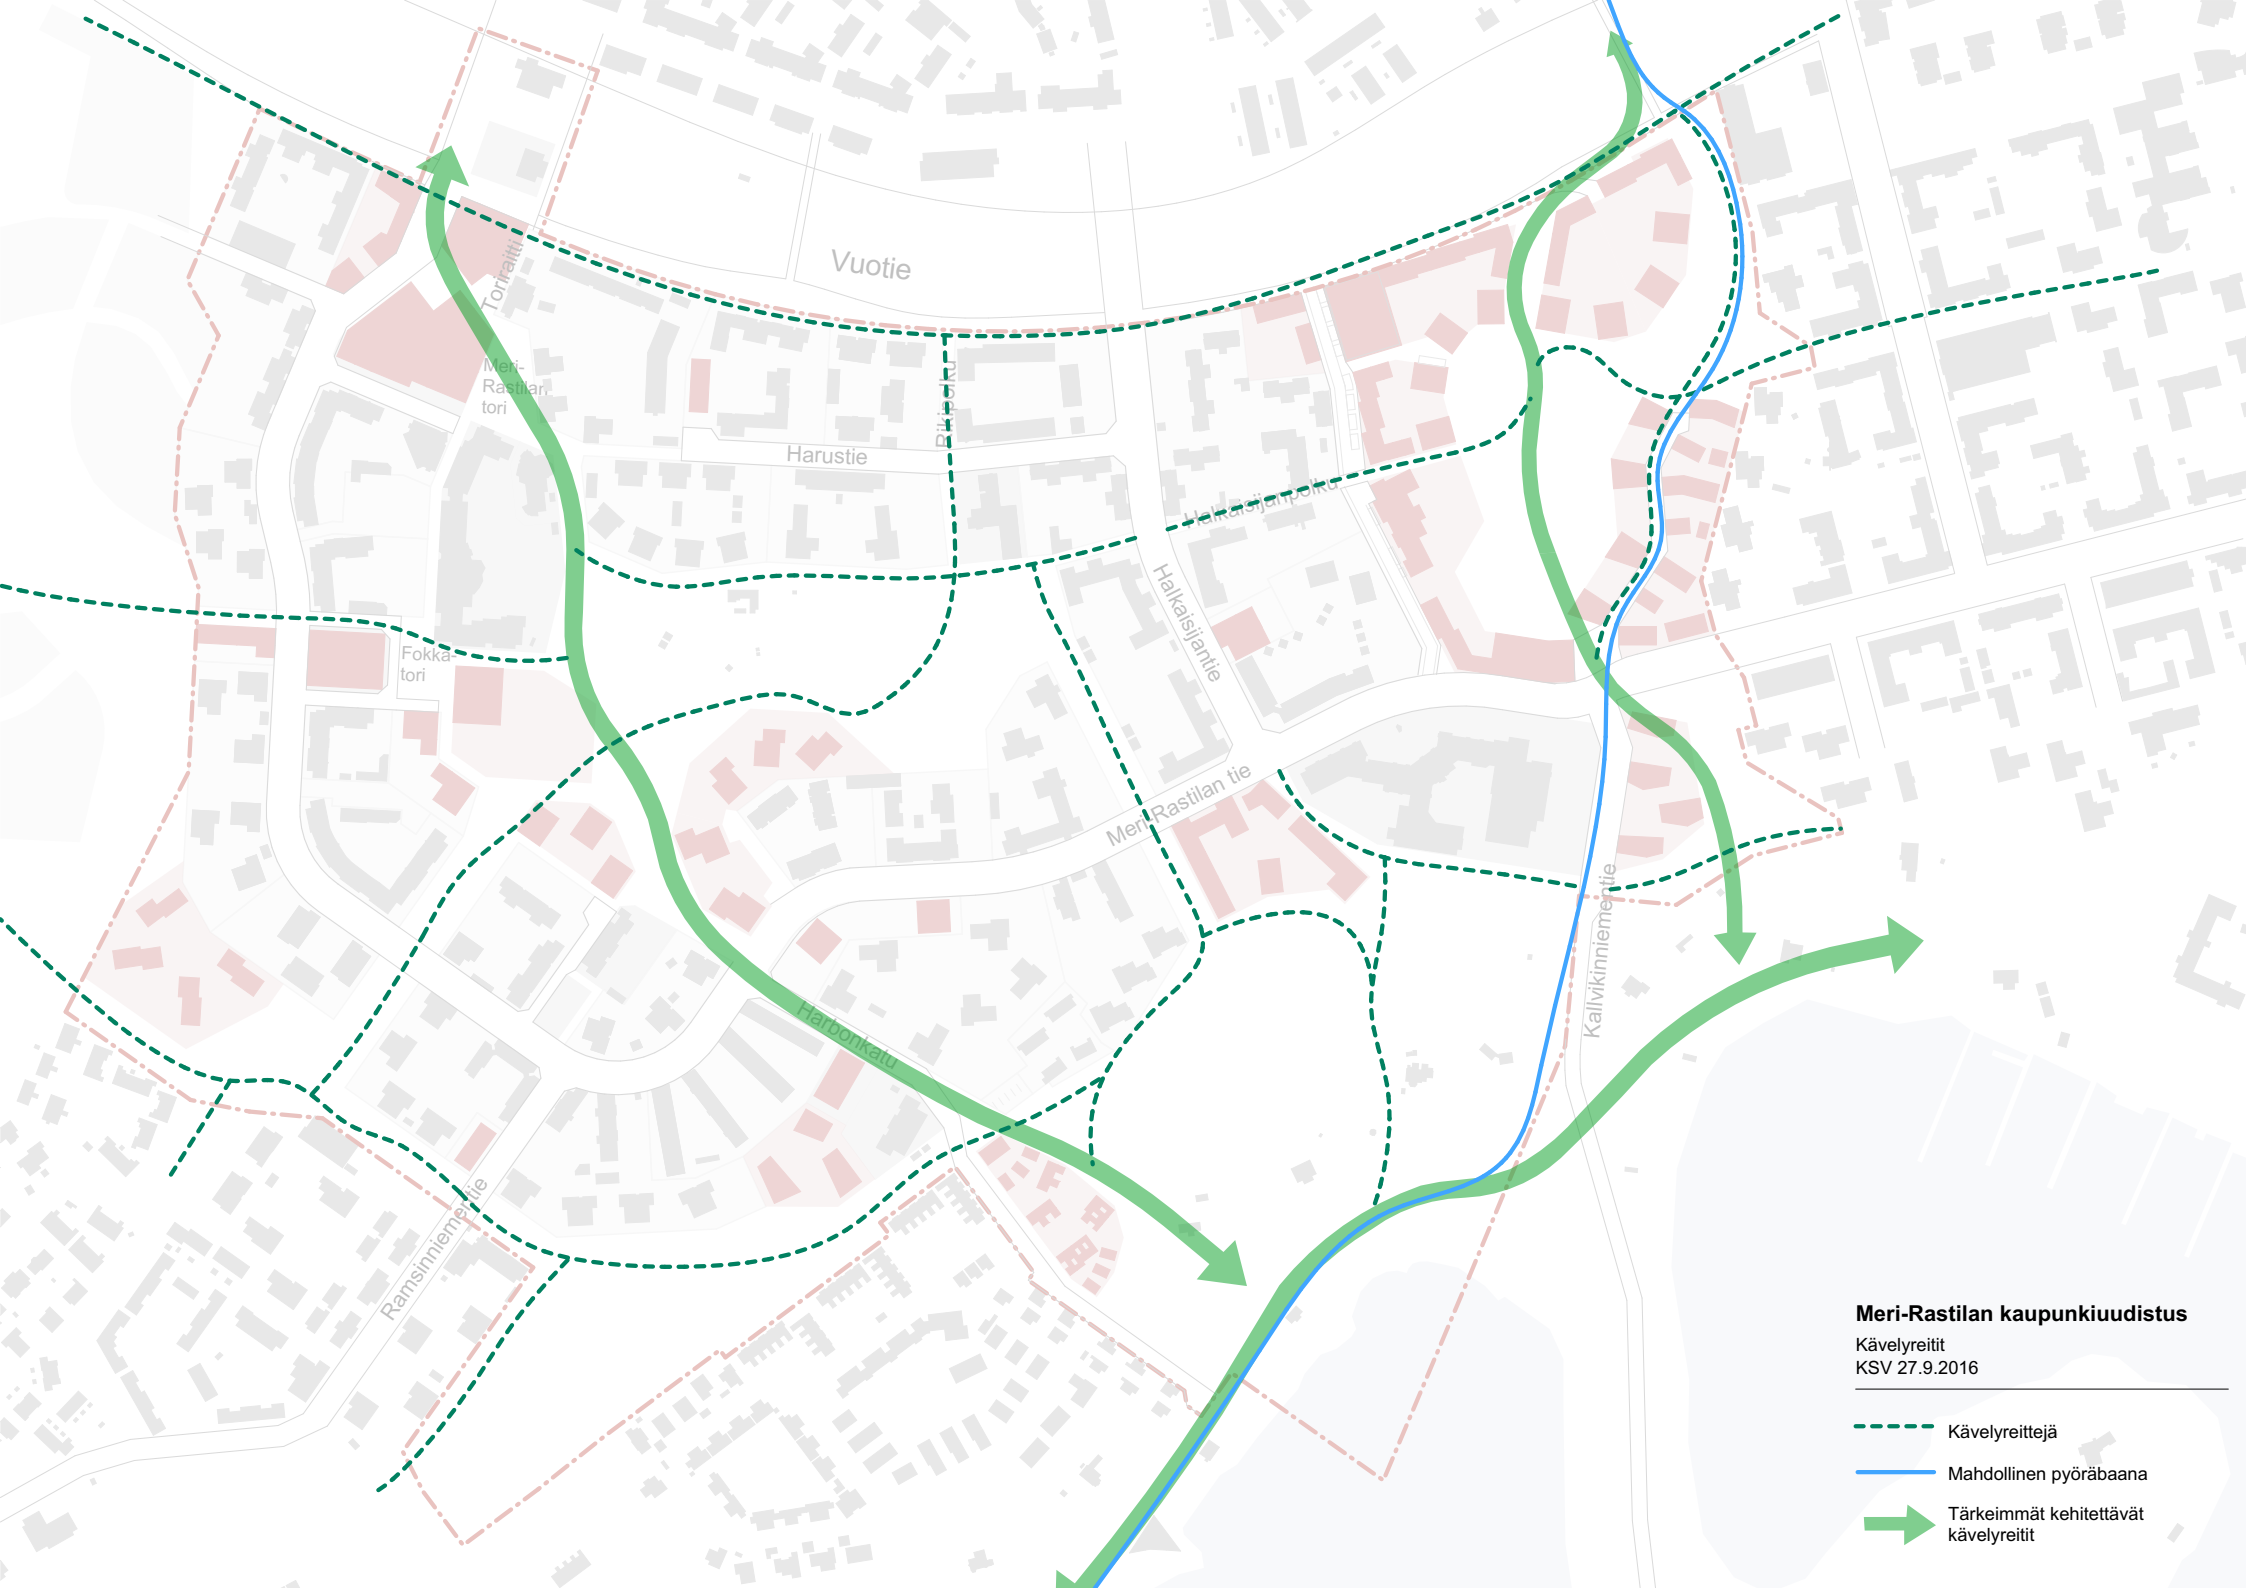 Vuotie
Toriraitti
Meri-
Rastilan
tori
Rikipolku
Harustie
Halkaisijanpolku
Halkaisijantie
Fokka-
tori
Meri-Rastilan tie
Kallvikinniementie
Harbonkatu
Ramsinniementie
Meri-Rastilan kaupunkiuudistus
Kävelyreitit
KSV 27.9.2016
Kävelyreittejä
Mahdollinen pyöräbaana
Tärkeimmät kehitettävät
kävelyreitit